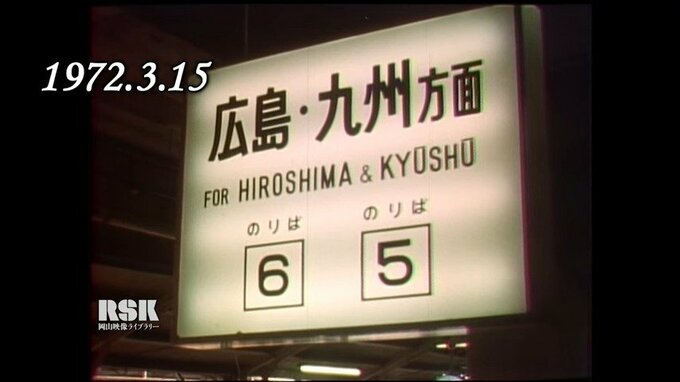 1972.3.15
広島・九州方面
FOR HIROSHIMA & KYŪSHŪ
のりば のりば
6 5
RSK
岡山映像ライブラリー